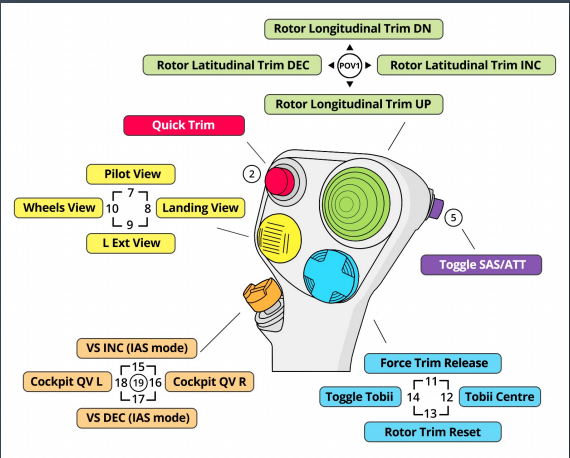 Rotor Longitudinal Trim DN
Rotor Latitudinal Trim DEC
POV1
Rotor Latitudinal Trim INC
Rotor Longitudinal Trim UP
Quick Trim
2
Pilot View
7
Wheels View
10
8
Landing View
9
L Ext View
5
Toggle SAS/ATT
VS INC (IAS mode)
15
Cockpit QV L
18
19
16
Cockpit QV R
17
VS DEC (IAS mode)
Force Trim Release
11
Toggle Tobii
14
12
Tobii Centre
13
Rotor Trim Reset